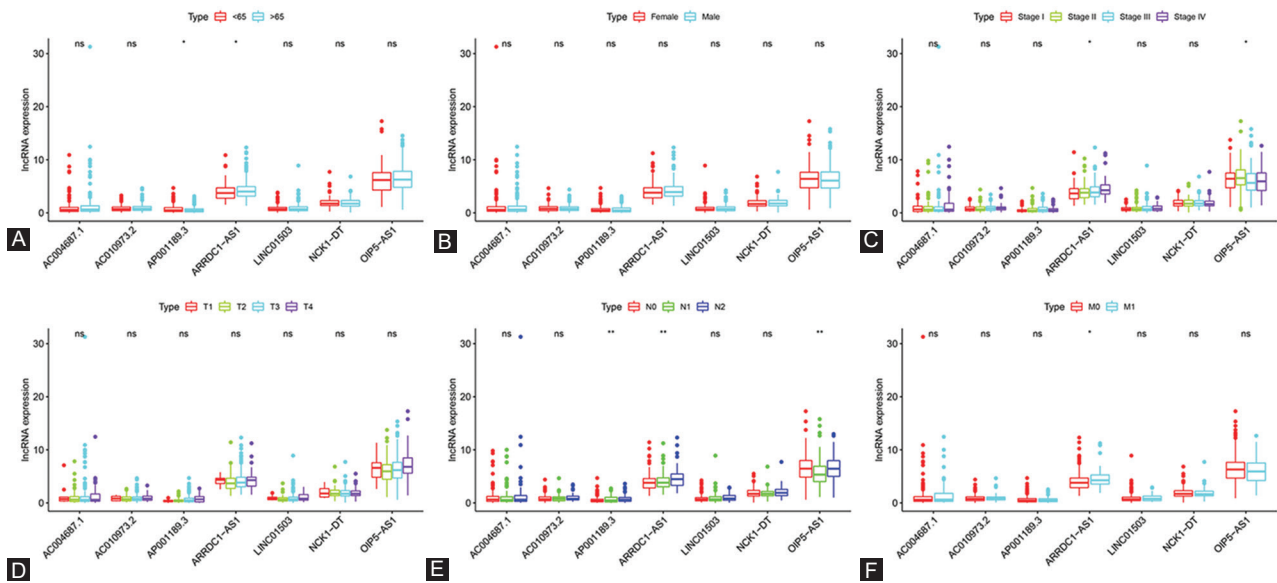 Type <65 >65
ns ns * * ns ns ns
lncRNA expression
30
20
10
0
AC004687.1 AC010973.2 AP001189.3 ARRDC1-AS1 LINC01503 NCK1-DT OIP5-AS1
A
Type Female Male
ns ns ns ns ns ns ns
lncRNA expression
30
20
10
0
AC004687.1 AC010973.2 AP001189.3 ARRDC1-AS1 LINC01503 NCK1-DT OIP5-AS1
B
Type Stage I Stage II Stage III Stage IV
ns ns ns * ns ns *
lncRNA expression
30
20
10
0
AC004687.1 AC010973.2 AP001189.3 ARRDC1-AS1 LINC01503 NCK1-DT OIP5-AS1
C
Type T1 T2 T3 T4
ns ns ns ns ns ns ns
lncRNA expression
30
20
10
0
AC004687.1 AC010973.2 AP001189.3 ARRDC1-AS1 LINC01503 NCK1-DT OIP5-AS1
D
Type N0 N1 N2
ns ns ** ** ns ns **
lncRNA expression
30
20
10
0
AC004687.1 AC010973.2 AP001189.3 ARRDC1-AS1 LINC01503 NCK1-DT OIP5-AS1
E
Type M0 M1
ns ns ns * ns ns ns
lncRNA expression
30
20
10
0
AC004687.1 AC010973.2 AP001189.3 ARRDC1-AS1 LINC01503 NCK1-DT OIP5-AS1
F